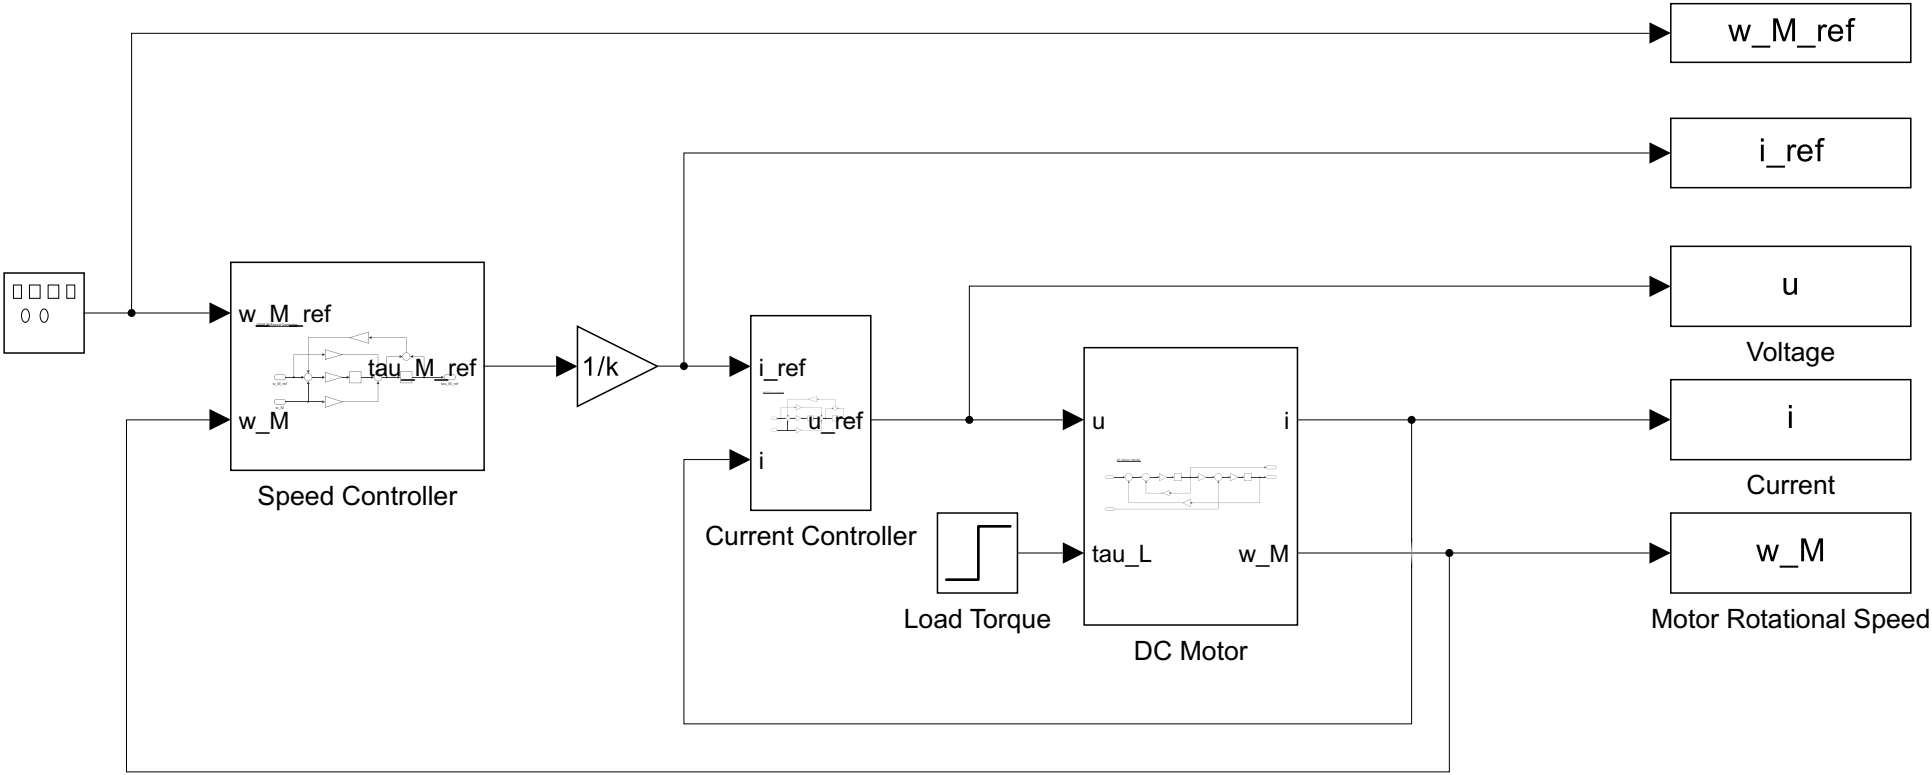 w_M_ref
i_ref
u
Voltage
w_M_ref
tau_M_ref
w_M
Speed Controller
1/k
i_ref
u_ref
i
Current Controller
u
i
tau_L
w_M
DC Motor
Load Torque
i
Current
w_M
Motor Rotational Speed